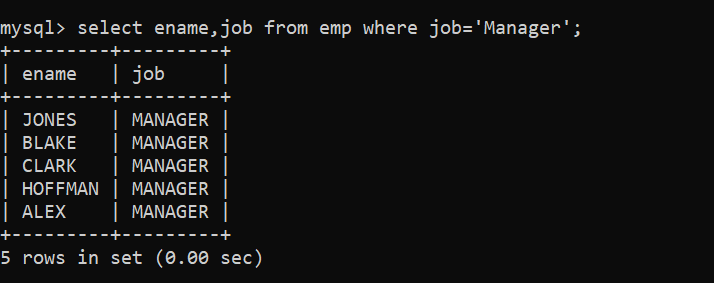 mysql> select ename,job from emp where job='Manager';
+---------+---------+
| ename   | job     |
+---------+---------+
| JONES   | MANAGER |
| BLAKE   | MANAGER |
| CLARK   | MANAGER |
| HOFFMAN | MANAGER |
| ALEX    | MANAGER |
+---------+---------+
5 rows in set (0.00 sec)